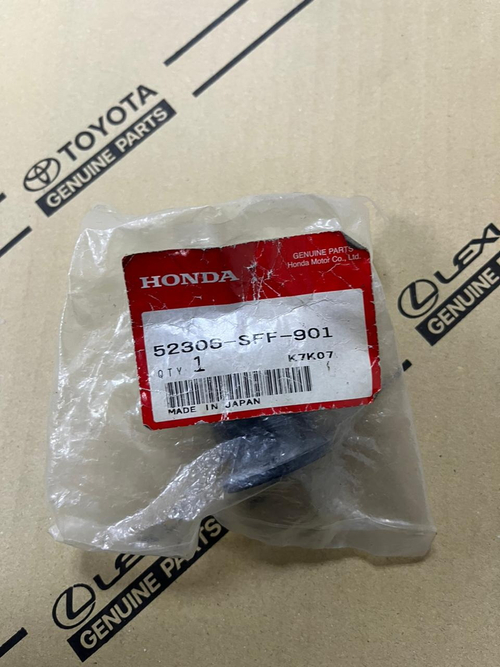 TOYOTA
GENUINE PARTS
GENUINE PARTS
Honda Motor Co., Ltd.
HONDA
LEX
GENUINE
52306-SFF-901
QTY 1
K7K07
MADE IN JAPAN
LEX
GENUINE PARTS